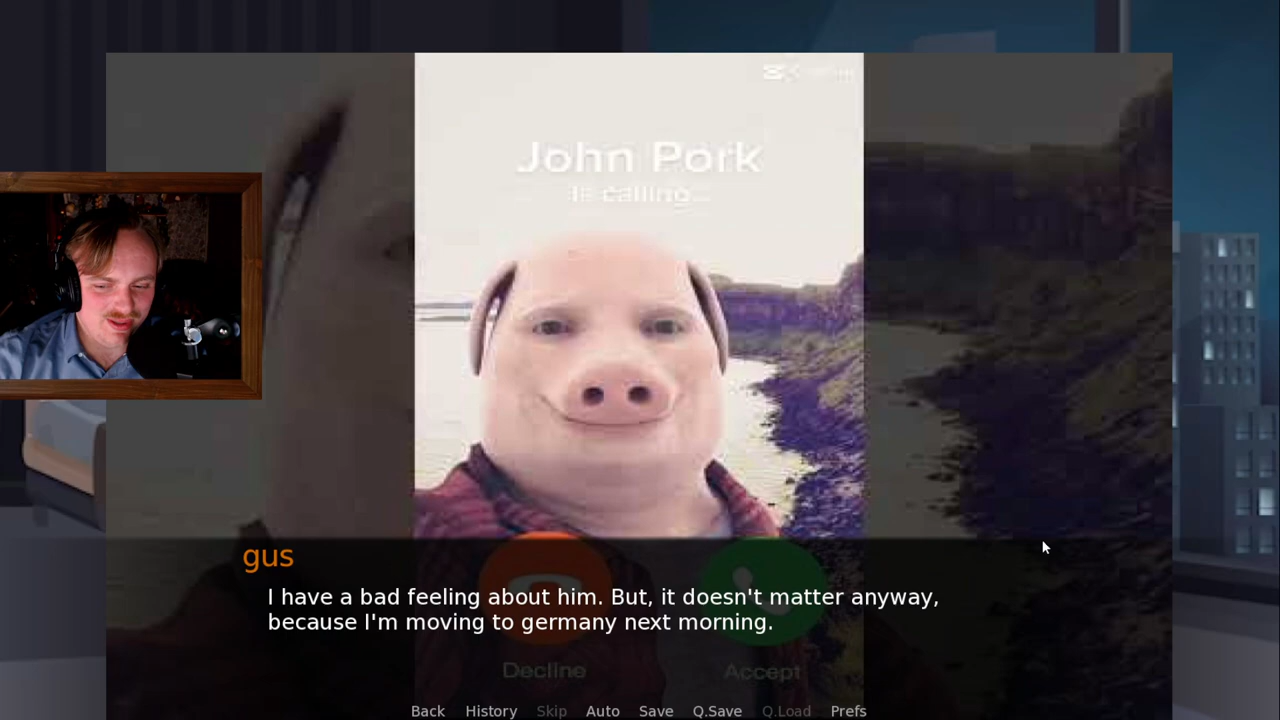 John Pork
is calling...
gus
I have a bad feeling about him. But, it doesn't matter anyway,
because I'm moving to germany next morning.
Decline
Accept
Back History Skip Auto Save Q.Save Q.Load Prefs